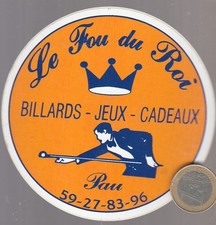 Le Fou du Roi
BILLARDS - JEUX - CADEAUX
Pau
59-27-83-96